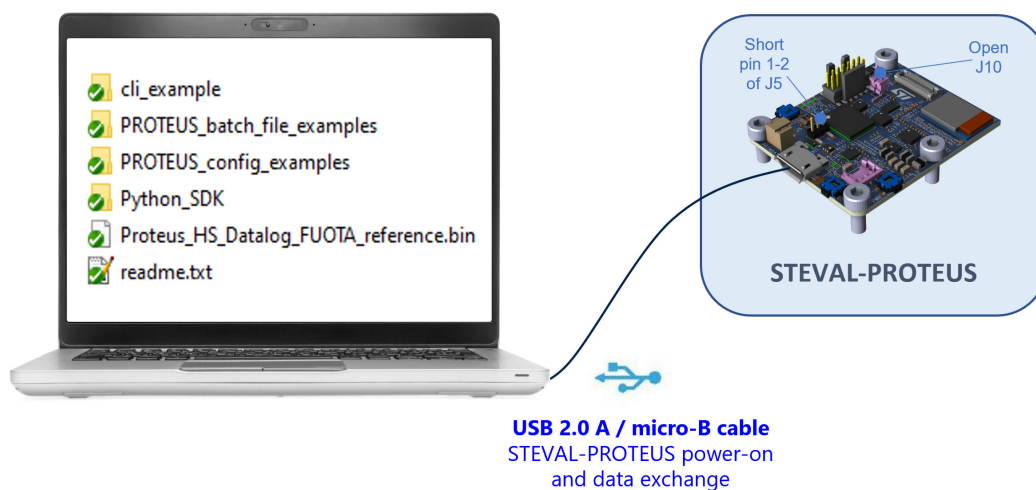 cli_example
PROTEUS_batch_file_examples
PROTEUS_config_examples
Python_SDK
Proteus_HS_Datalog_FUOTA_reference.bin
readme.txt
Short
pin 1-2
of J5
Open
J10
ST
STEVAL-PROTEUS
USB 2.0 A / micro-B cable
STEVAL-PROTEUS power-on
and data exchange